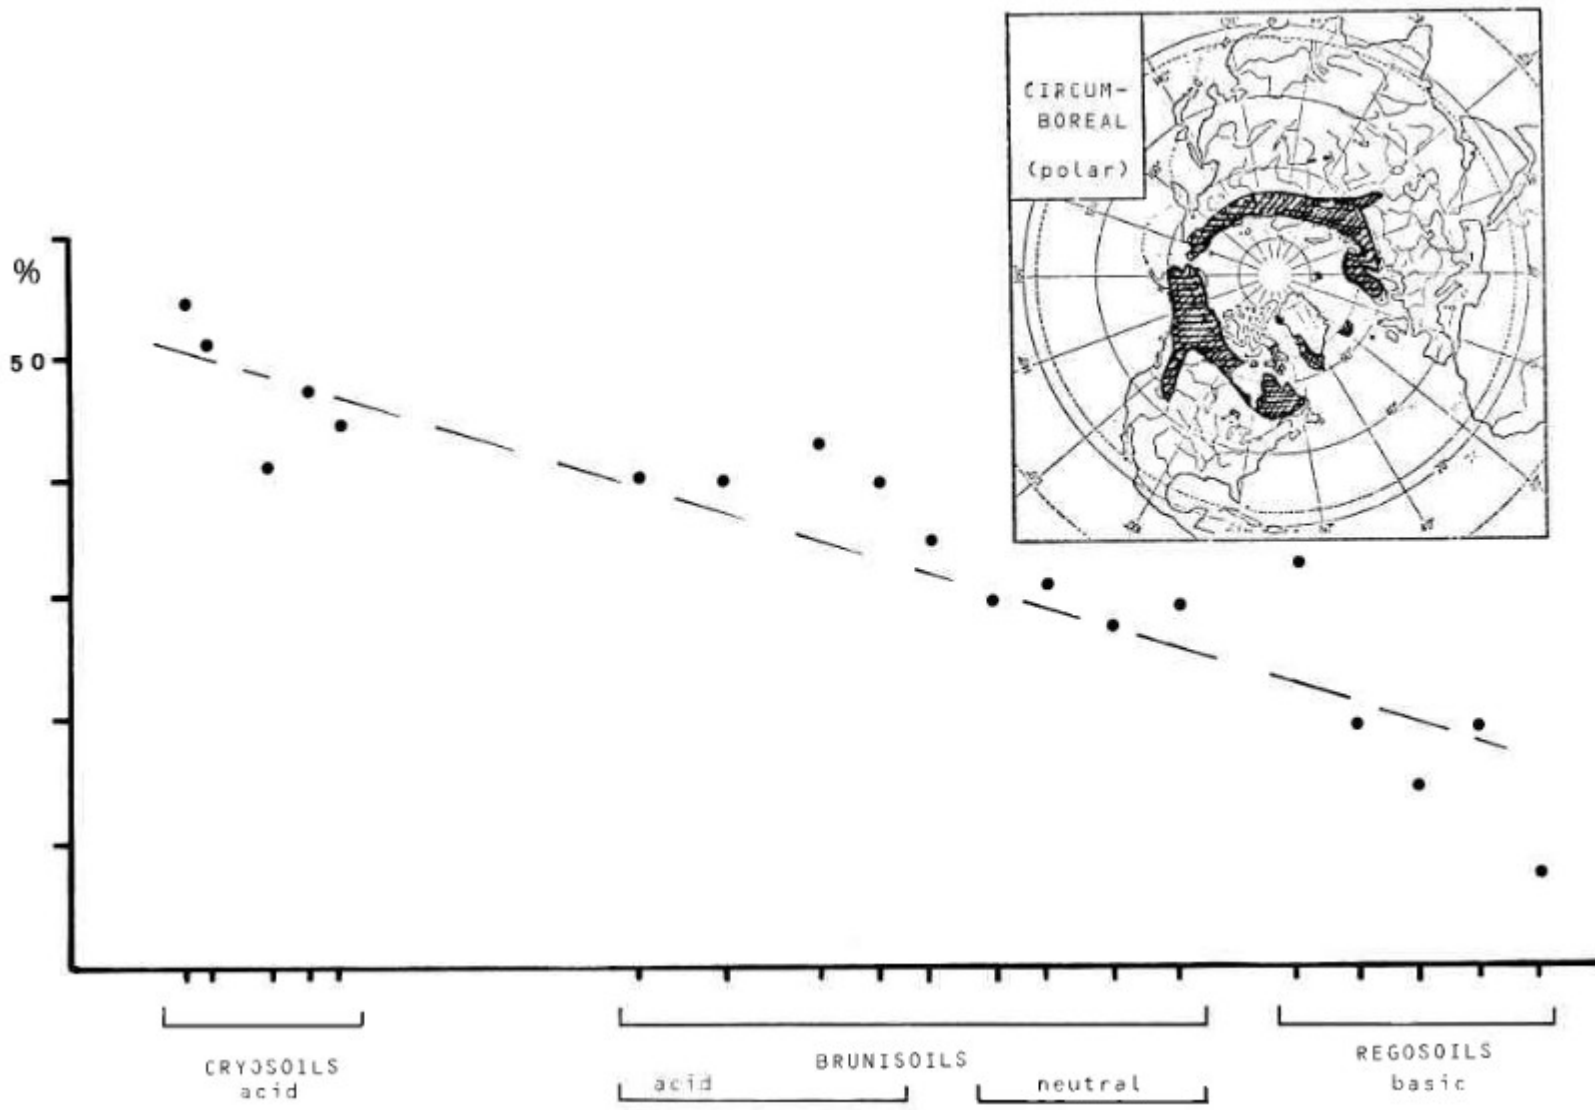 CIRCUM-
BOREAL
(polar)
%
50
CRYOSOILS
acid
BRUNISOILS
acid
neutral
REGOSOILS
basic